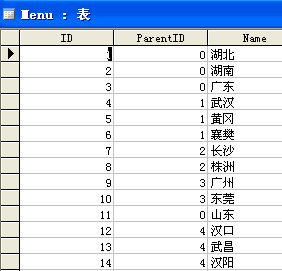 Menu : 表
ID ParentID Name
1 0 湖北
2 0 湖南
3 0 广东
4 1 武汉
5 1 黄冈
6 1 襄樊
7 2 长沙
8 2 株洲
9 3 广州
10 3 东莞
11 0 山东
12 4 汉口
13 4 武昌
14 4 汉阳